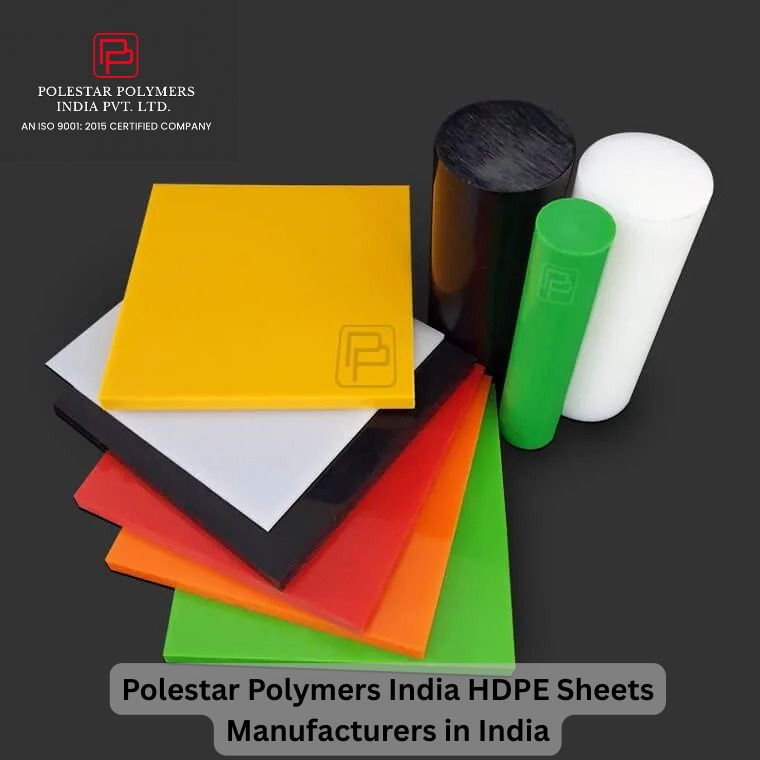 POLESTAR POLYMERS
INDIA PVT. LTD.
AN ISO 9001: 2015 CERTIFIED COMPANY
Polestar Polymers India HDPE Sheets
Manufacturers in India